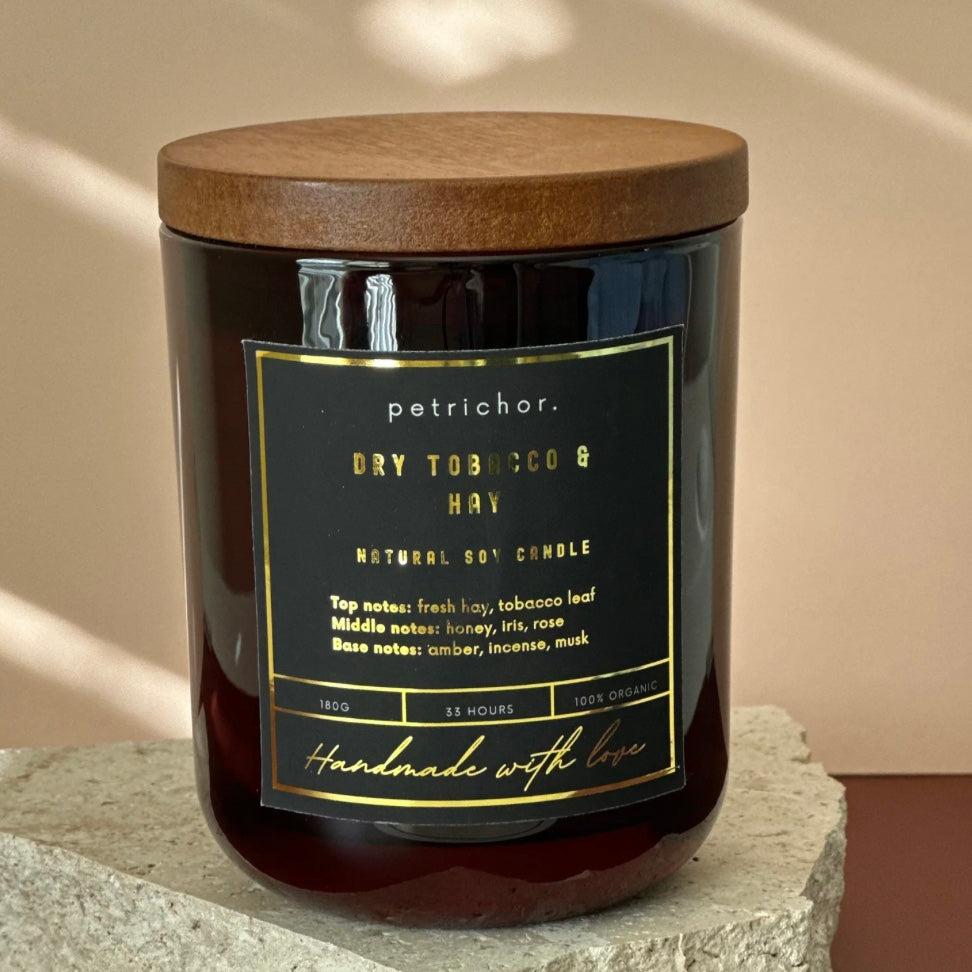 petrichor.
DRY TOBACCO &
HAY
NATURAL SOY CANDLE
Top notes: fresh hay, tobacco leaf
Middle notes: honey, iris, rose
Base notes: amber, incense, musk
180G 33 HOURS 100% ORGANIC
Handmade with love